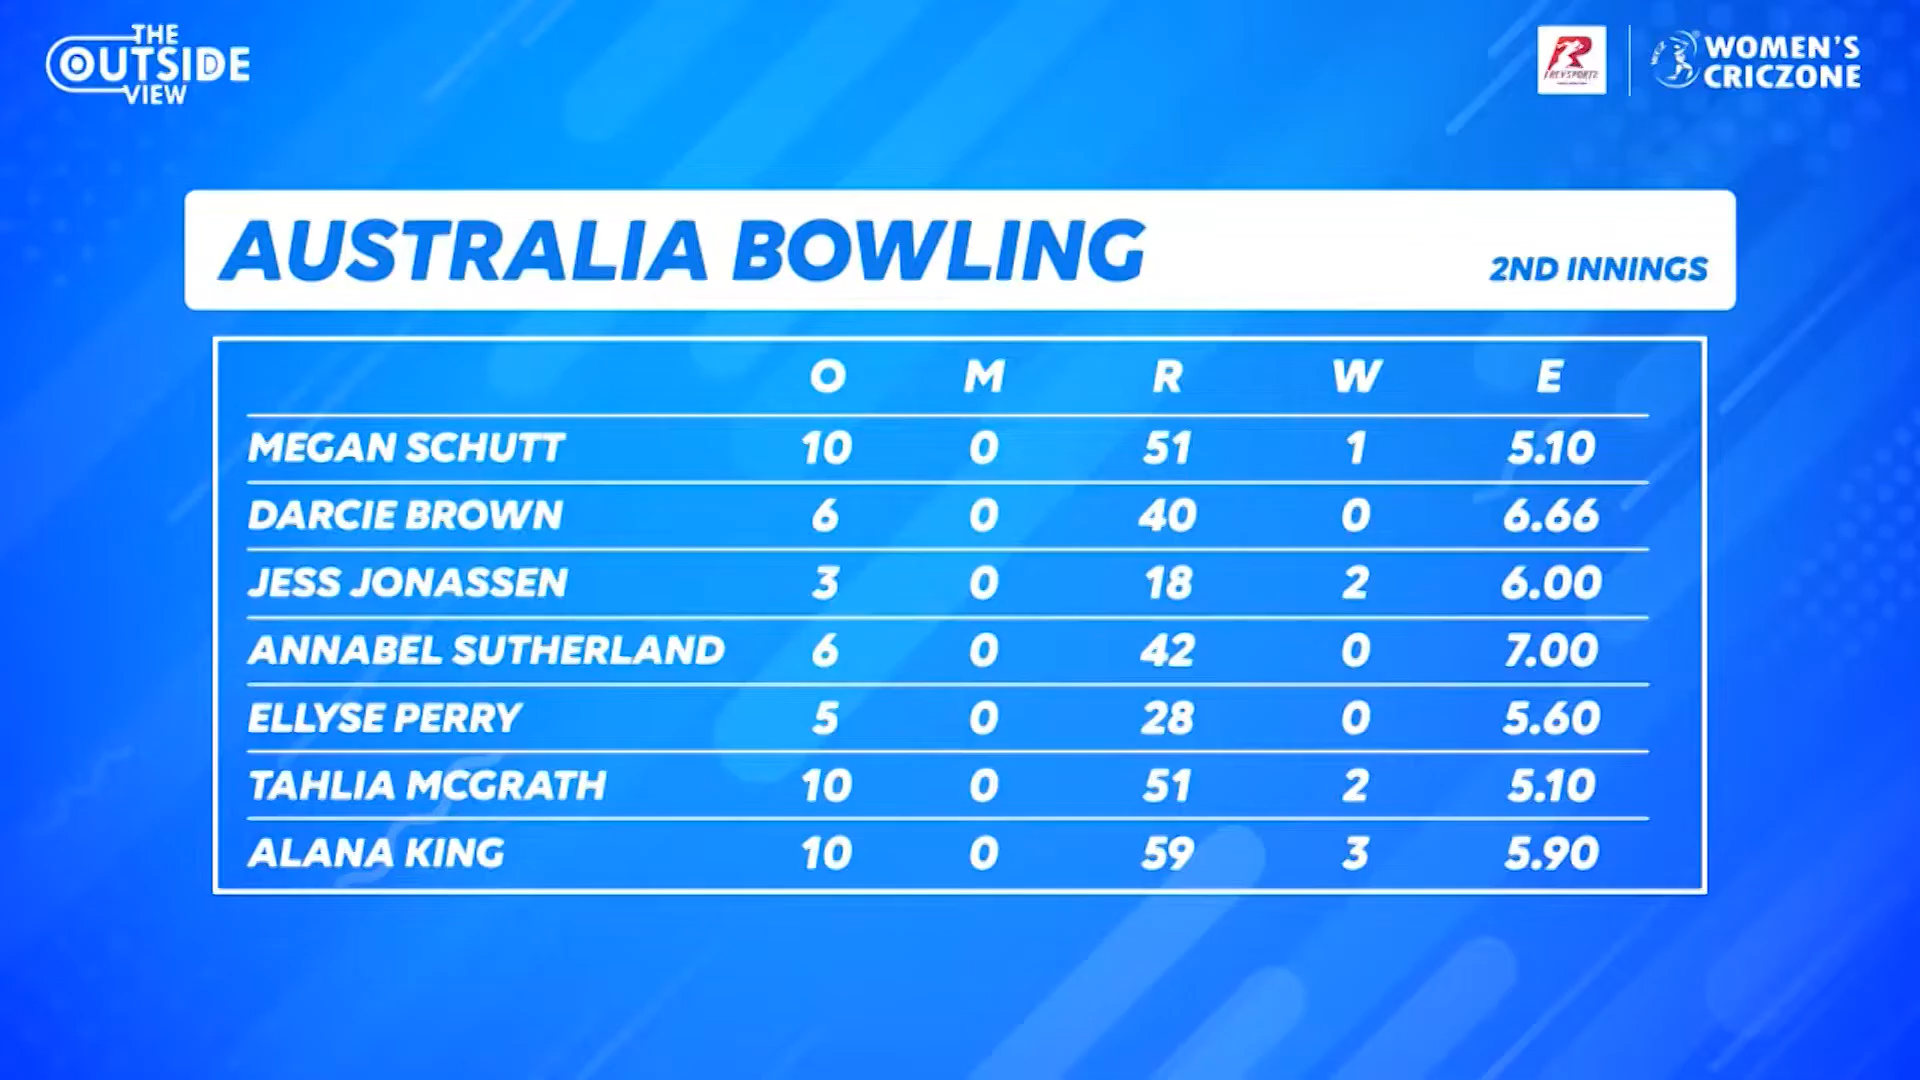 THE
OUTSIDE
VIEW
REVSPORTZ
WOMEN'S
CRICZONE
AUSTRALIA BOWLING
2ND INNINGS
O M R W E
MEGAN SCHUTT 10 0 51 1 5.10
DARCIE BROWN 6 0 40 0 6.66
JESS JONASSEN 3 0 18 2 6.00
ANNABEL SUTHERLAND 6 0 42 0 7.00
ELLYSE PERRY 5 0 28 0 5.60
TAHLIA MCGRATH 10 0 51 2 5.10
ALANA KING 10 0 59 3 5.90